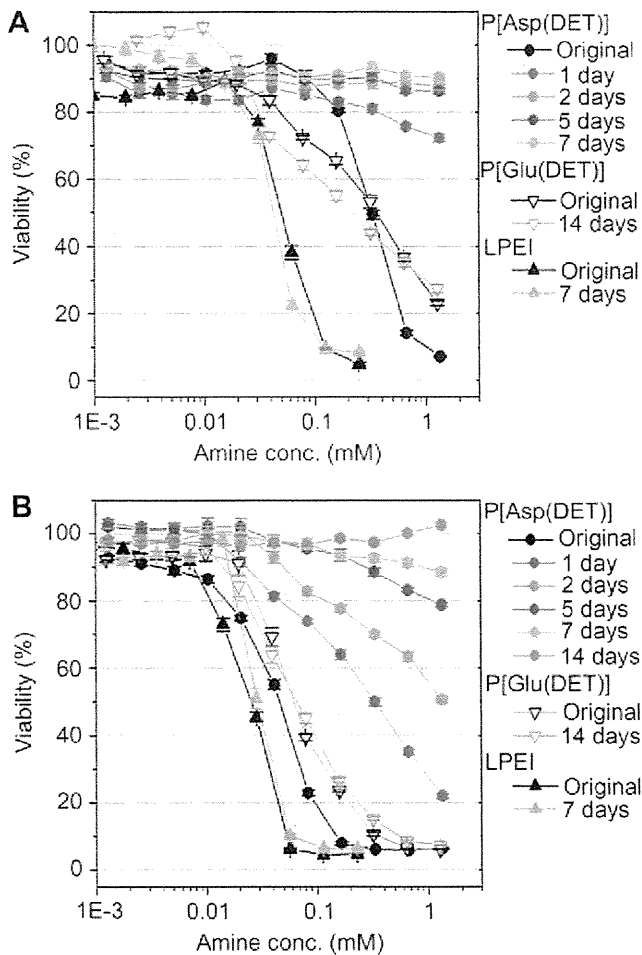 A
P[Asp(DET)]
Original
1 day
2 days
5 days
7 days
P[Glu(DET)]
Original
14 days
LPEI
Original
7 days
Viability (%)
100
80
60
40
20
0
1E-3
0.01
0.1
1
Amine conc. (mM)
B
P[Asp(DET)]
Original
1 day
2 days
5 days
7 days
14 days
P[Glu(DET)]
Original
14 days
LPEI
Original
7 days
Viability (%)
100
80
60
40
20
0
1E-3
0.01
0.1
1
Amine conc. (mM)